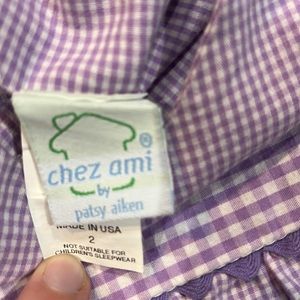 chez ami ®
by
patsy aiken
MADE IN USA
2
NOT SUITABLE FOR
CHILDREN'S SLEEPWEAR